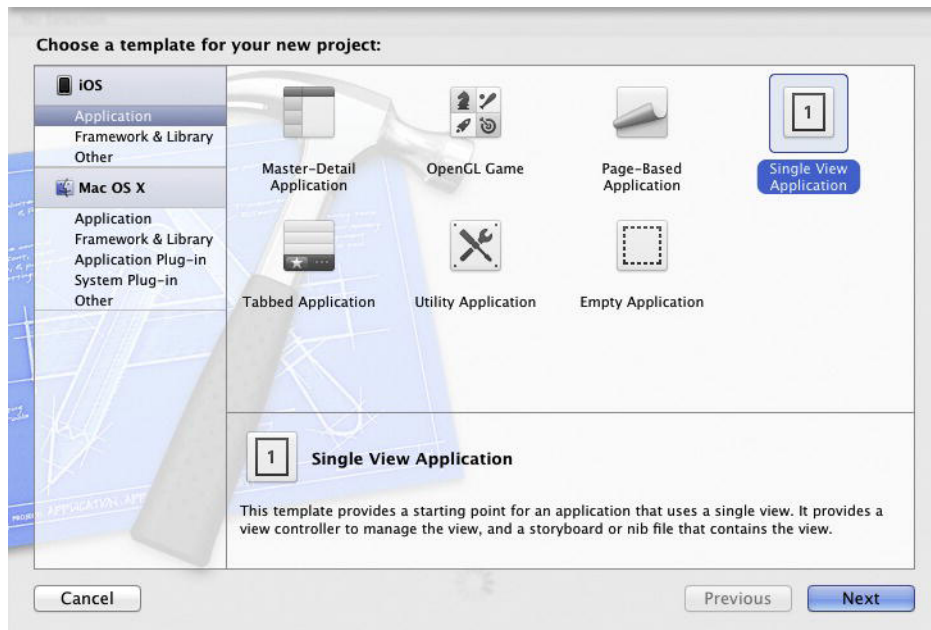 Choose a template for your new project:
iOS
Application
Framework & Library
Other
Mac OS X
Application
Framework & Library
Application Plug-in
System Plug-in
Other
Master-Detail
Application
OpenGL Game
Page-Based
Application
1
Single View
Application
Tabbed Application
Utility Application
Empty Application
1
Single View Application
This template provides a starting point for an application that uses a single view. It provides a
view controller to manage the view, and a storyboard or nib file that contains the view.
Cancel
Previous
Next